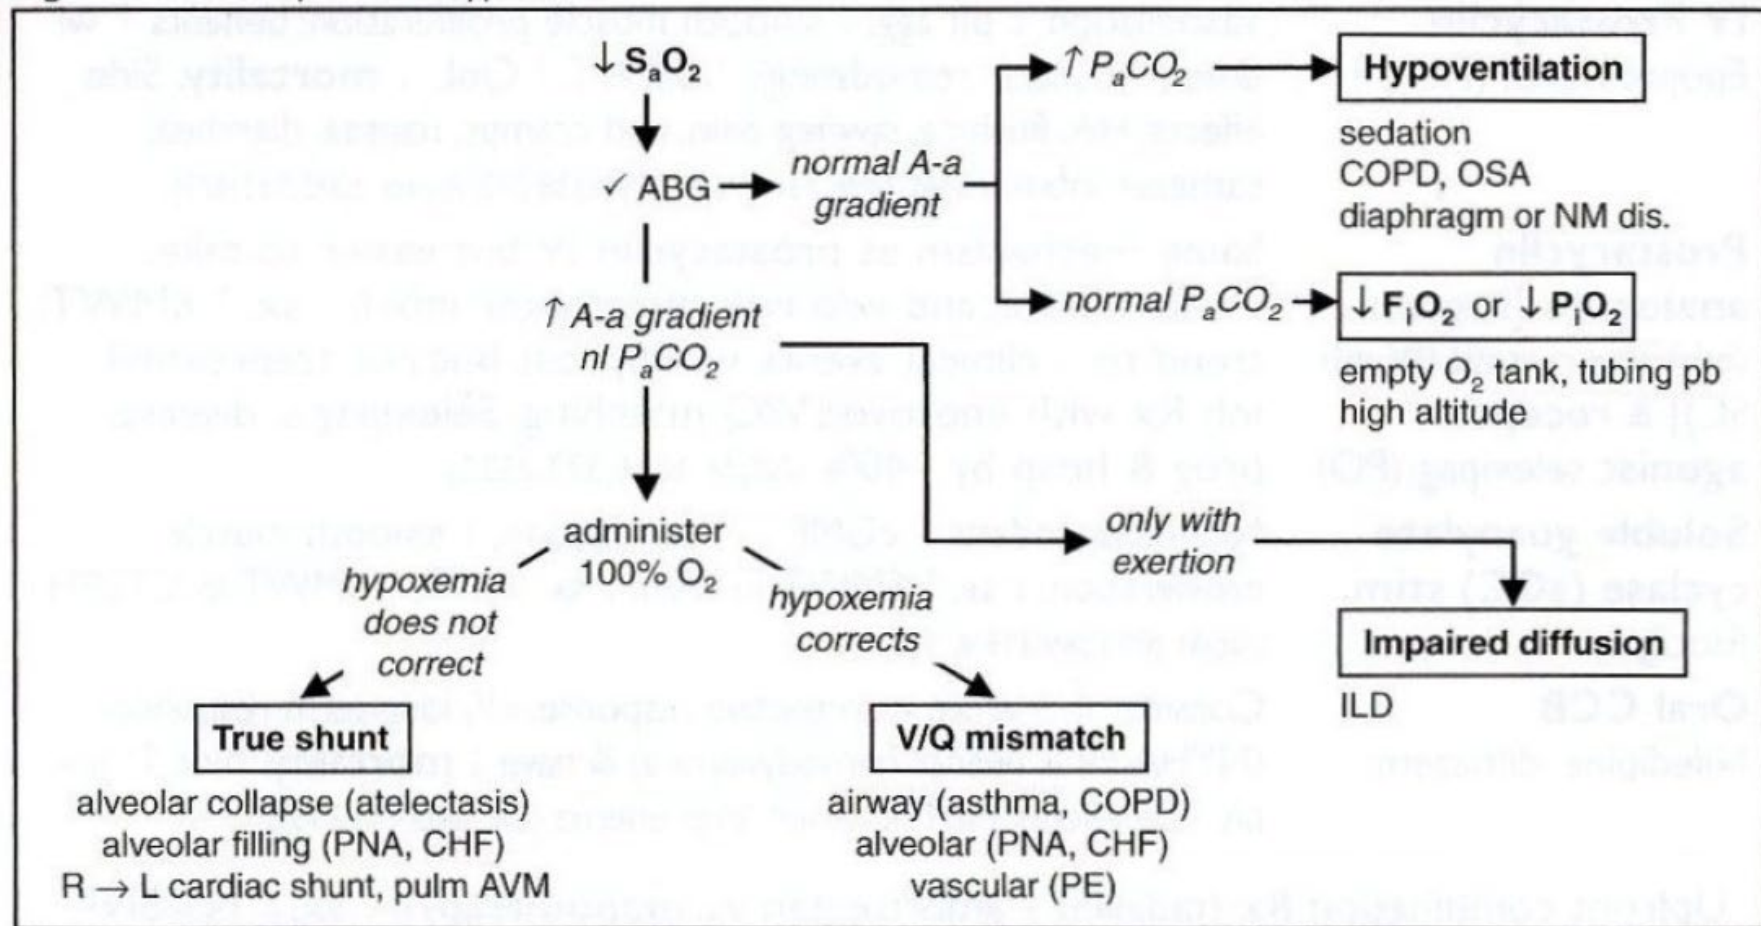 ↓ SaO2
✓ ABG
normal A-a
gradient
↑ PaCO2
Hypoventilation
sedation
COPD, OSA
diaphragm or NM dis.
normal PaCO2
↓ FiO2 or ↓ PiO2
empty O2 tank, tubing pb
high altitude
↑ A-a gradient
nl PaCO2
only with
exertion
Impaired diffusion
ILD
administer
100% O2
hypoxemia
does not
correct
hypoxemia
corrects
True shunt
alveolar collapse (atelectasis)
alveolar filling (PNA, CHF)
R → L cardiac shunt, pulm AVM
V/Q mismatch
airway (asthma, COPD)
alveolar (PNA, CHF)
vascular (PE)